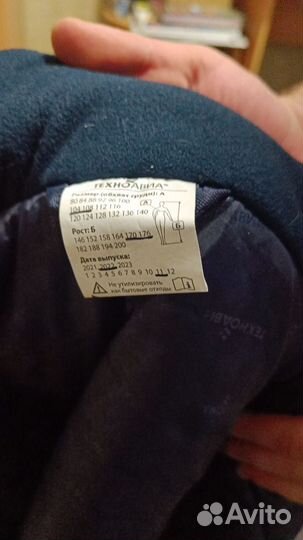 ТЕХНОАВИА
Размер (обхват груди): А
80 84 88 92 96 100
104 108 112 116
120 124 128 132 136 140
А
Б
Рост: Б
146 152 158 164 170 176
182 188 194 200
Дата выпуска:
2021 2022 2023
1 2 3 4 5 6 7 8 9 10 11 12
Не утилизировать
как бытовые отходы
ТЕХНОАВИ
Avito